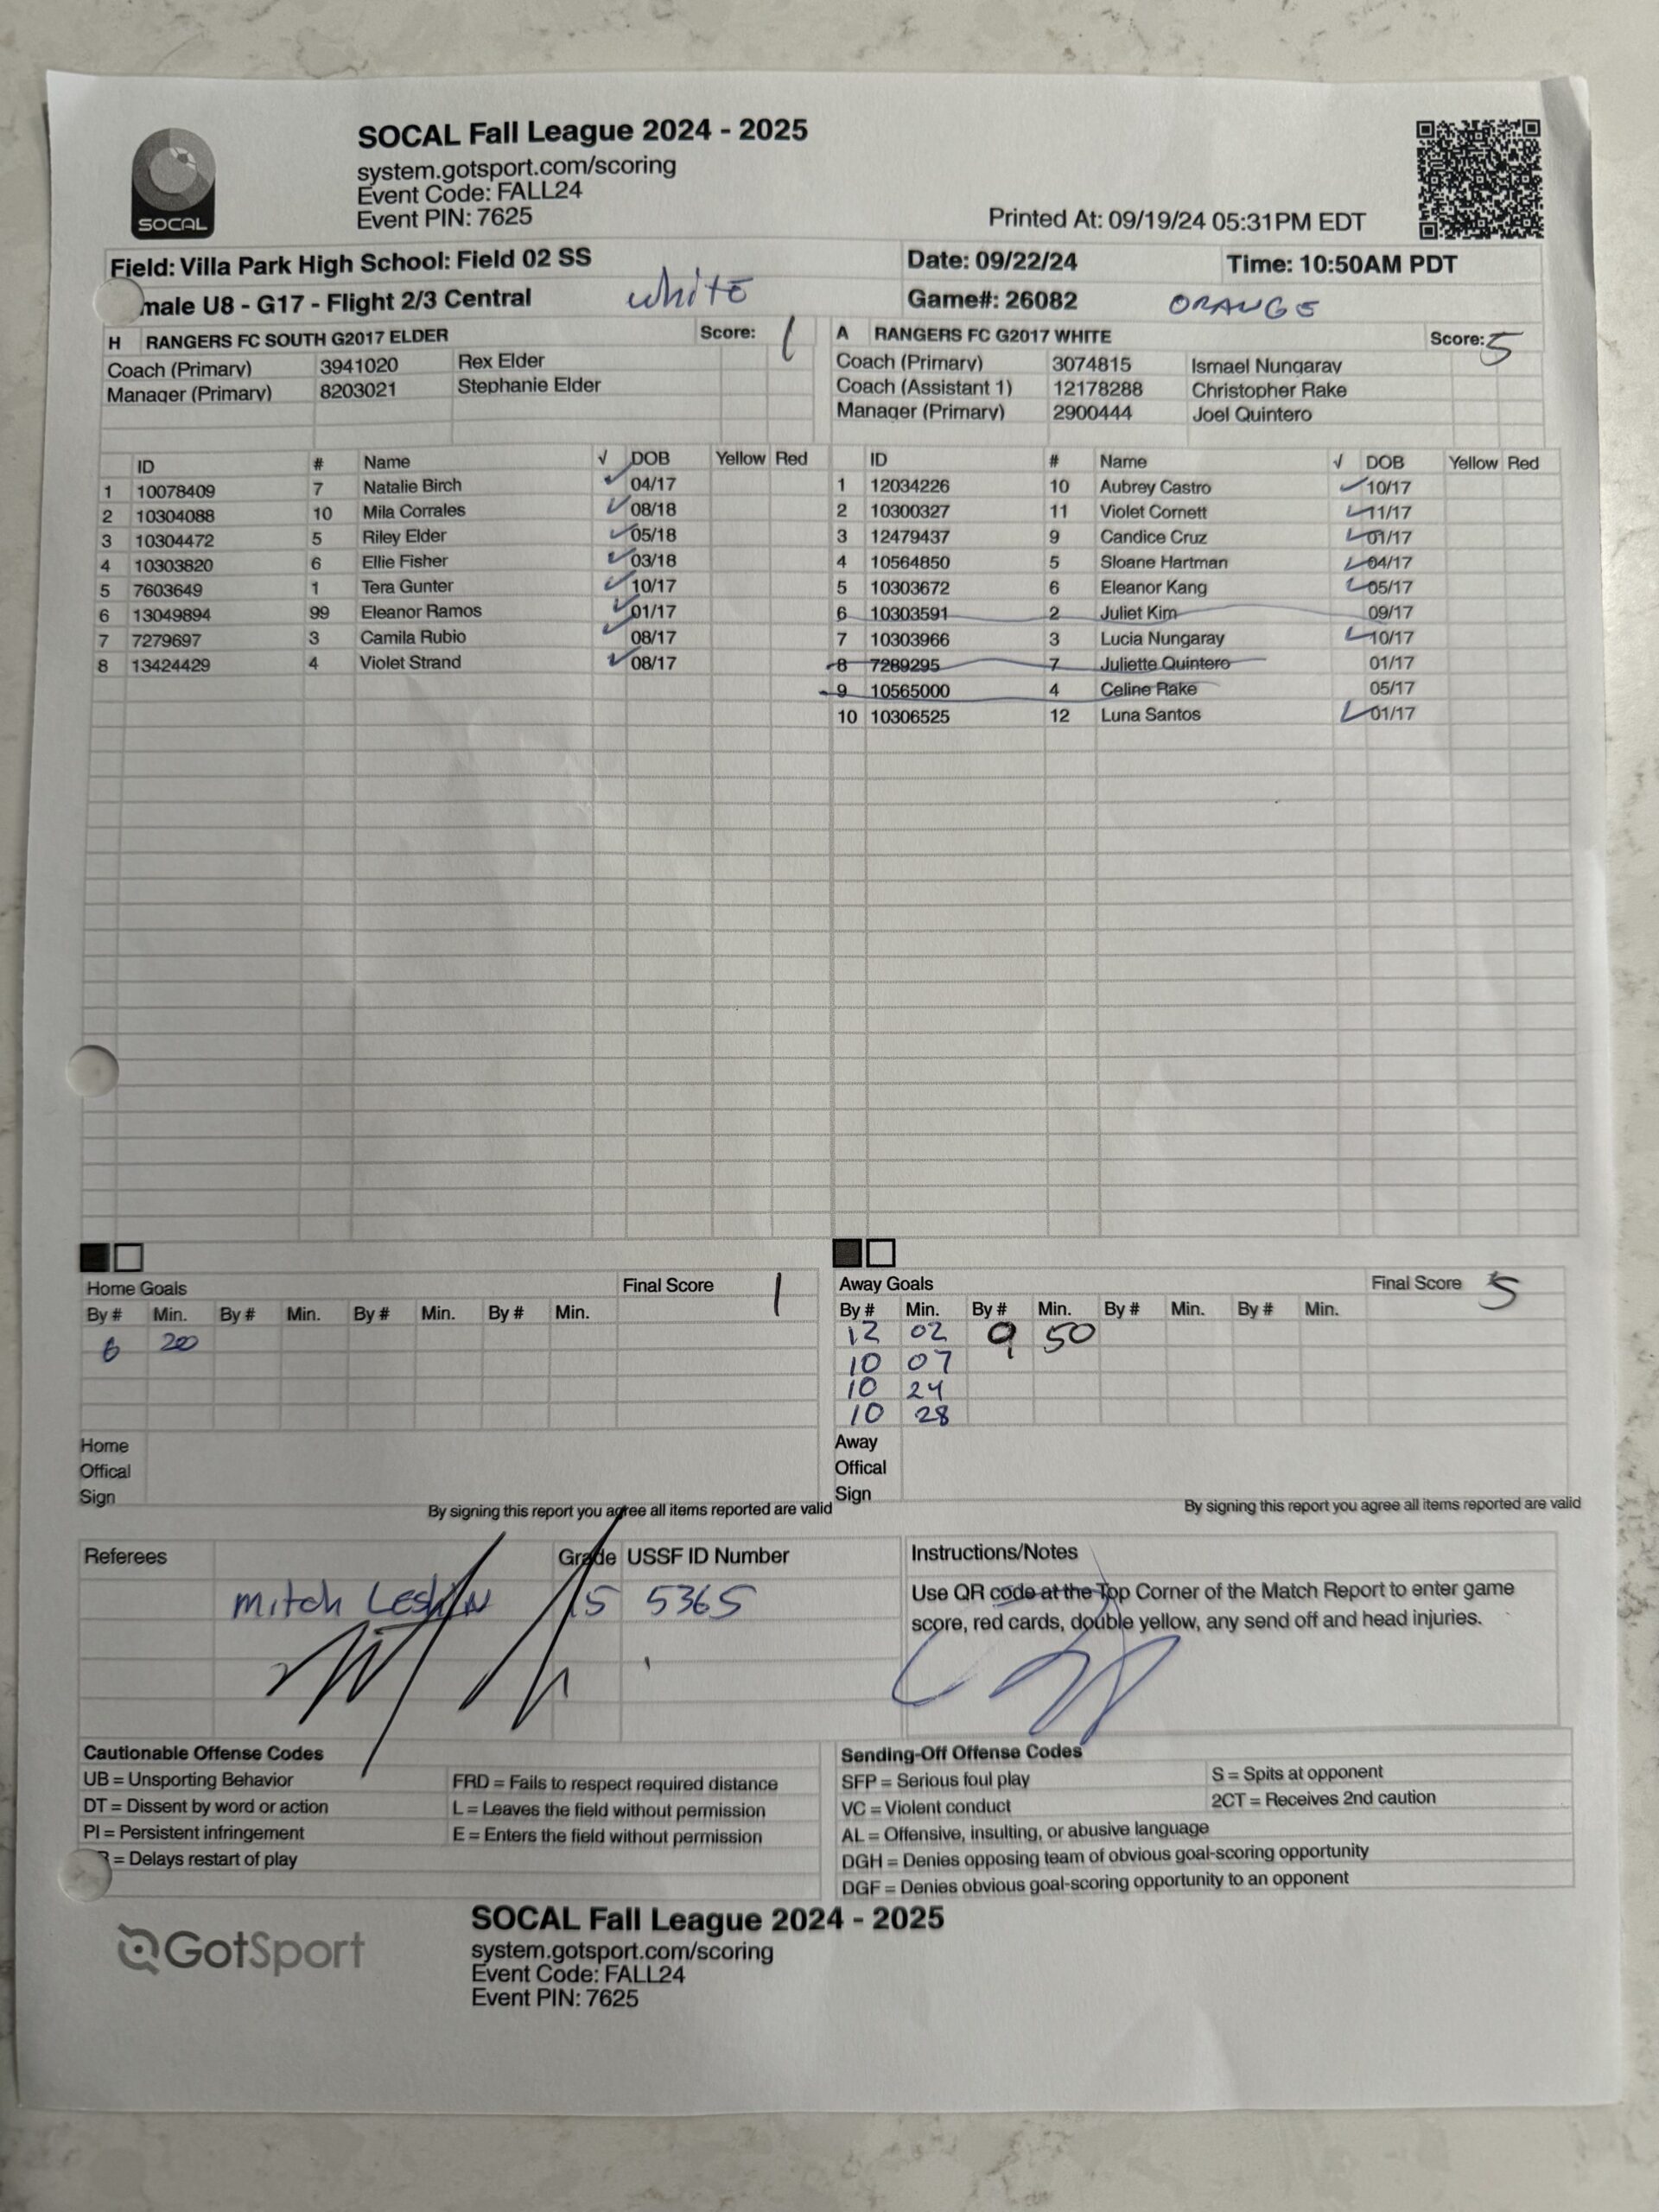 SOCAL Fall League 2024 - 2025
system.gotsport.com/scoring
Event Code: FALL24
Event PIN: 7625
SOCAL
Printed At: 09/19/24 05:31PM EDT
Field: Villa Park High School: Field 02 SS Date: 09/22/24 Time: 10:50AM PDT
male U8 - G17 - Flight 2/3 Central white Game#: 26082 ORANGE
H RANGERS FC SOUTH G2017 ELDER Score: 1
Coach (Primary) 3941020 Rex Elder
Manager (Primary) 8203021 Stephanie Elder
A RANGERS FC G2017 WHITE Score: 5
Coach (Primary) 3074815 Ismael Nungaray
Coach (Assistant 1) 12178288 Christopher Rake
Manager (Primary) 2900444 Joel Quintero
ID # Name √ DOB Yellow Red
1 10078409 7 Natalie Birch ✓ 04/17
2 10304088 10 Mila Corrales ✓ 08/18
3 10304472 5 Riley Elder ✓ 05/18
4 10303820 6 Ellie Fisher ✓ 03/18
5 7603649 1 Tera Gunter ✓ 10/17
6 13049894 99 Eleanor Ramos ✓ 01/17
7 7279697 3 Camila Rubio ✓ 08/17
8 13424429 4 Violet Strand ✓ 08/17
ID # Name √ DOB Yellow Red
1 12034226 10 Aubrey Castro ✓ 10/17
2 10300327 11 Violet Cornett ✓ 11/17
3 12479437 9 Candice Cruz ✓ 01/17
4 10564850 5 Sloane Hartman ✓ 04/17
5 10303672 6 Eleanor Kang ✓ 05/17
6 10303591 2 Juliet Kim 09/17
7 10303966 3 Lucia Nungaray ✓ 10/17
8 7289295 7 Juliette Quintero 01/17
9 10565000 4 Celine Rake 05/17
10 10306525 12 Luna Santos ✓ 01/17
Home Goals Final Score 1
By # Min. By # Min. By # Min. By # Min.
6 20
Home
Offical
Sign
By signing this report you agree all items reported are valid
Away Goals Final Score 5
By # Min. By # Min. By # Min. By # Min.
12 02 9 50
10 07
10 24
10 28
Away
Offical
Sign
By signing this report you agree all items reported are valid
Referees Grade USSF ID Number
Mitch 15 5365
Instructions/Notes
Use QR code at the Top Corner of the Match Report to enter game
score, red cards, double yellow, any send off and head injuries.
Cautionable Offense Codes
UB = Unsporting Behavior FRD = Fails to respect required distance
DT = Dissent by word or action L = Leaves the field without permission
PI = Persistent infringement E = Enters the field without permission
= Delays restart of play
Sending-Off Offense Codes
SFP = Serious foul play S = Spits at opponent
VC = Violent conduct 2CT = Receives 2nd caution
AL = Offensive, insulting, or abusive language
DGH = Denies opposing team of obvious goal-scoring opportunity
DGF = Denies obvious goal-scoring opportunity to an opponent
GotSport
SOCAL Fall League 2024 - 2025
system.gotsport.com/scoring
Event Code: FALL24
Event PIN: 7625